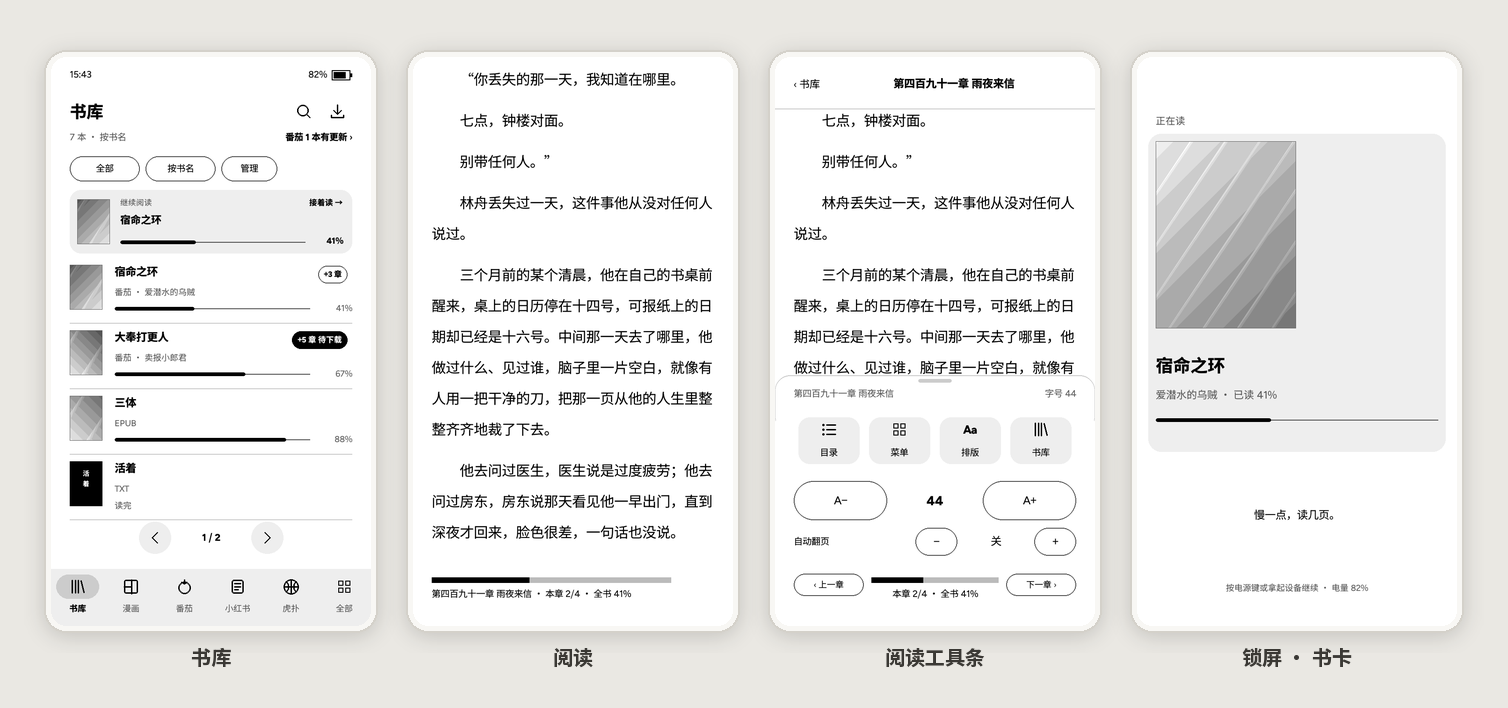 15:43
82%
书库
7 本 · 按书名
番茄 1 本有更新 ›
全部
按书名
管理
继续阅读
接着读 →
宿命之环
41%
宿命之环
+3 章
番茄 · 爱潜水的乌贼
41%
大奉打更人
+5 章 待下载
番茄 · 卖报小郎君
67%
三体
EPUB
88%
活着
活着
TXT
读完
1 / 2
书库
漫画
番茄
小红书
虎扑
全部
书库
“你丢失的那一天，我知道在哪里。
七点，钟楼对面。
别带任何人。”
林舟丢失过一天，这件事他从没对任何人
说过。
三个月前的某个清晨，他在自己的书桌前
醒来，桌上的日历停在十四号，可报纸上的日
期却已经是十六号。中间那一天去了哪里，他
做过什么、见过谁，脑子里一片空白，就像有
人用一把干净的刀，把那一页从他的人生里整
整齐齐地裁了下去。
他去问过医生，医生说是过度疲劳；他去
问过房东，房东说那天看见他一早出门，直到
深夜才回来，脸色很差，一句话也没说。
第四百九十一章 雨夜来信 · 本章 2/4 · 全书 41%
阅读
‹ 书库
第四百九十一章 雨夜来信
七点，钟楼对面。
别带任何人。”
林舟丢失过一天，这件事他从没对任何人
说过。
三个月前的某个清晨，他在自己的书桌前
醒来，桌上的日历停在十四号，可报纸上的日
期却已经是十六号。中间那一天去了哪里，他
做过什么、见过谁，脑子里一片空白，就像有
第四百九十一章 雨夜来信
字号 44
目录
菜单
Aa
排版
书库
A−
44
A+
自动翻页
−
关
+
‹ 上一章
本章 2/4 · 全书 41%
下一章 ›
阅读工具条
正在读
宿命之环
爱潜水的乌贼 · 已读 41%
慢一点，读几页。
按电源键或拿起设备继续 · 电量 82%
锁屏 · 书卡